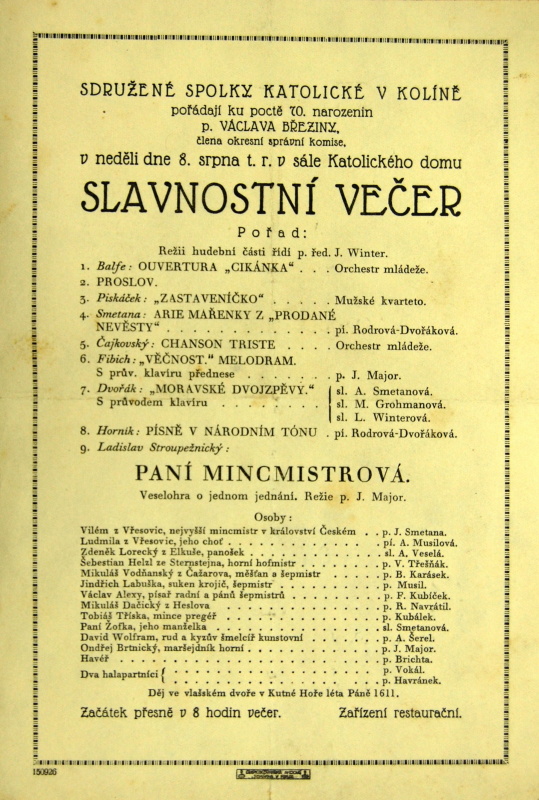 SDRUŽENÉ SPOLKY KATOLICKÉ V KOLÍNĚ
pořádají ku poctě 70. narozenin
p. VÁCLAVA BŘEZINY,
člena okresní správní komise,
v neděli dne 8. srpna t. r. v sále Katolického domu
SLAVNOSTNÍ VEČER
Pořad:
Režii hudební části řídí p. řed. J. Winter.
1. Balfe: OUVERTURA „CIKÁNKA“ . . . Orchestr mládeže.
2. PROSLOV.
3. Piskáček: „ZASTAVENÍČKO“ . . . . . Mužské kvarteto.
4. Smetana: ARIE MAŘENKY Z „PRODANÉ
NEVĚSTY“ . . . . . . . . . . . . . . . pí. Rodrová-Dvořáková.
5. Čajkovský: CHANSON TRISTE . . . . Orchestr mládeže.
6. Fibich: „VĚČNOST.“ MELODRAM.
S prův. klavíru přednese . . . . . . . p. J. Major.
7. Dvořák: „MORAVSKÉ DVOJZPĚVY.“ sl. A. Smetanová.
S průvodem klavíru . . . . . . . . sl. M. Grohmanová.
sl. L. Winterová.
8. Horník: PÍSNĚ V NÁRODNÍM TÓNU . pí. Rodrová-Dvořáková.
9. Ladislav Stroupežnický:
PANÍ MINCMISTROVÁ.
Veselohra o jednom jednání. Režie p. J. Major.
Osoby:
Vilém z Vřesovic, nejvyšší mincmistr v království Českém . . p. J. Smetana.
Ludmila z Vřesovic, jeho choť . . . . . . . . . . . . . pí. A. Musilová.
Zdeněk Lorecký z Elkuše, panošek . . . . . . . . . . . sl. A. Veselá.
Šebestian Helzl ze Sternstejna, horní hofmistr . . . . . . . p. V. Třešňák.
Mikuláš Vodňanský z Čažarova, měšťan a šepmistr . . . . . p. B. Karásek.
Jindřich Labuška, suken krojič, šepmistr . . . . . . . . . p. Musil.
Václav Alexy, písař radní a pánů šepmistrů . . . . . . . . p. F. Kubíček.
Mikuláš Dačický z Heslova . . . . . . . . . . . . . . p. R. Navrátil.
Tobiáš Tříska, mince pregéř . . . . . . . . . . . . . . p. Kubálek.
Paní Žofka, jeho manželka . . . . . . . . . . . . . . sl. Smetanová.
David Wolfram, rud a kyzův šmelcíř kunstovní . . . . . . . p. A. Šerel.
Ondřej Brtnický, maršejdník horní . . . . . . . . . . . . p. J. Major.
Havéř . . . . . . . . . . . . . . . . . . . . . . p. Brichta.
Dva halapartníci { . . . . . . . . . . . . . . . . p. Vokál.
. . . . . . . . . . . . . . . . p. Havránek.
Děj ve vlašském dvoře v Kutné Hoře léta Páně 1611.
Začátek přesně v 8 hodin večer. Zařízení restaurační.
150926